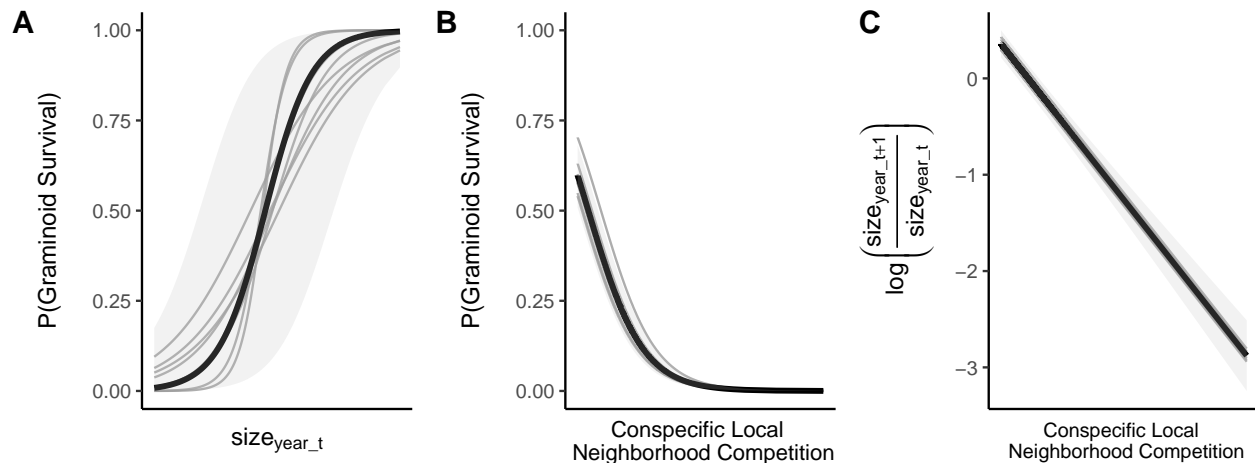 A
P(Graminoid Survival)
1.00
0.75
0.50
0.25
0.00
size_year_t
B
P(Graminoid Survival)
1.00
0.75
0.50
0.25
0.00
Conspecific Local
Neighborhood Competition
C
log(size_year_t+1 / size_year_t)
0
−1
−2
−3
Conspecific Local
Neighborhood Competition